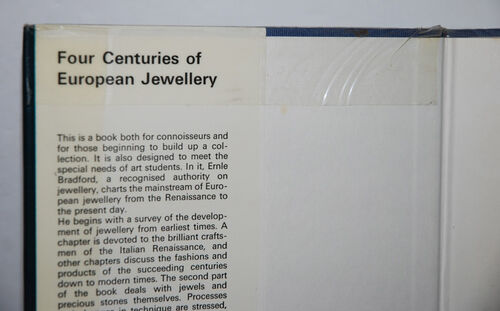 Four Centuries of
European Jewellery
This is a book both for connoisseurs and
for those beginning to build up a col-
lection. It is also designed to meet the
special needs of art students. In it, Ernle
Bradford, a recognised authority on
jewellery, charts the mainstream of Euro-
pean jewellery from the Renaissance to
the present day.
He begins with a survey of the develop-
ment of jewellery from earliest times. A
chapter is devoted to the brilliant crafts-
men of the Italian Renaissance, and
other chapters discuss the fashions and
products of the succeeding centuries
down to modern times. The second part
of the book deals with jewels and
precious stones themselves. Processes
in technique are stressed,